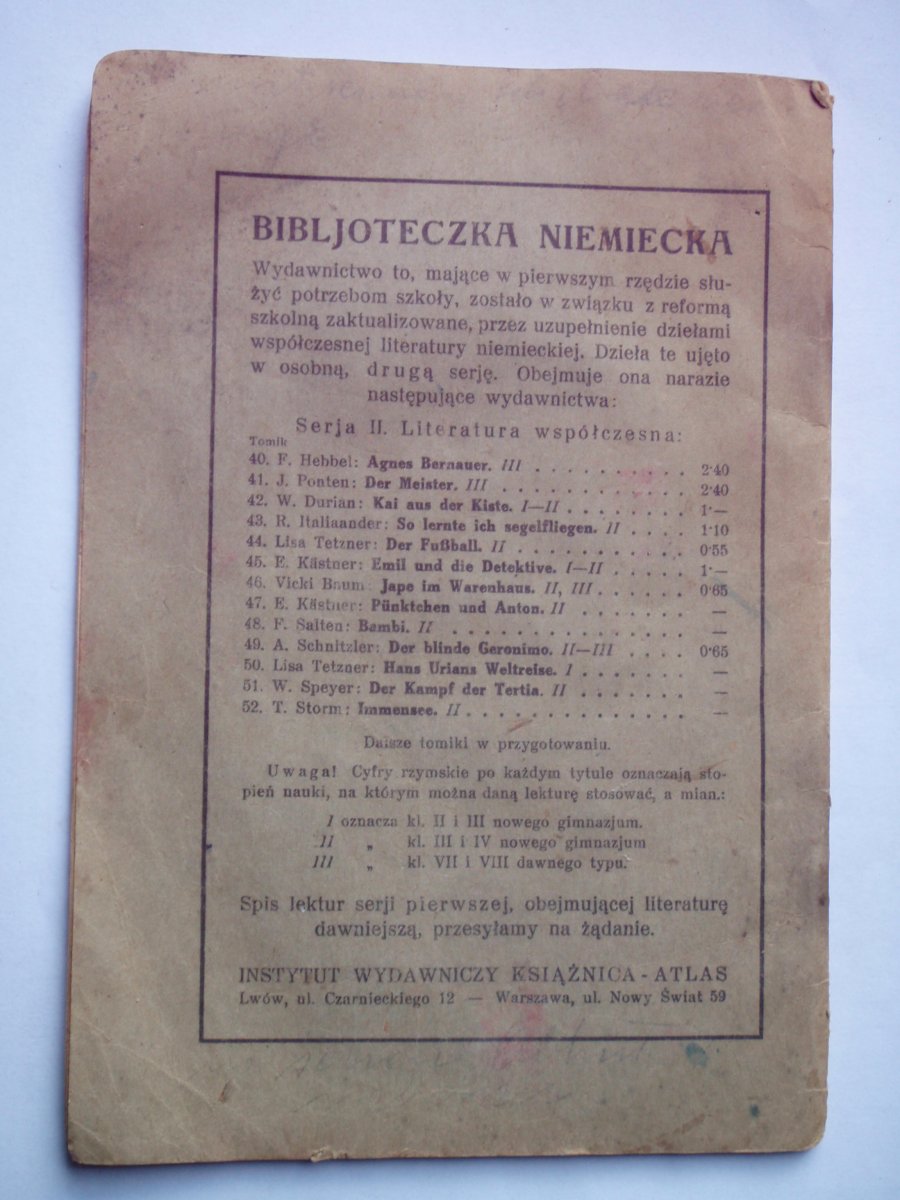 BIBLJOTECZKA NIEMIECKA
Wydawnictwo to, mające w pierwszym rzędzie słu-
żyć potrzebom szkoły, zostało w związku z reformą
szkolną zaktualizowane, przez uzupełnienie dziełami
współczesnej literatury niemieckiej. Dzieła te ujęto
w osobną, drugą serję. Obejmuje ona narazie
następujące wydawnictwa:
Serja II. Literatura współczesna:
Tomik
40. F. Hebbel: Agnes Bernauer. III . . . . . . . . . . 2·40
41. J. Ponten: Der Meister. III . . . . . . . . . . . . 2·40
42. W. Durian: Kai aus der Kiste. I—II . . . . . . . 1·—
43. R. Italiaander: So lernte ich segelfliegen. II . . . . 1·10
44. Lisa Tetzner: Der Fußball. II . . . . . . . . . . . 0·55
45. E. Kästner: Emil und die Detektive. I—II . . . . . 1·—
46. Vicki Baum: Jape im Warenhaus. II, III . . . . . . 0·65
47. E. Kästner: Pünktchen und Anton. II . . . . . . . —
48. F. Salten: Bambi. II . . . . . . . . . . . . . . . —
49. A. Schnitzler: Der blinde Geronimo. II—III . . . . 0·65
50. Lisa Tetzner: Hans Urians Weltreise. I . . . . . . . —
51. W. Speyer: Der Kampf der Tertia. II . . . . . . . —
52. T. Storm: Immensee. II . . . . . . . . . . . . . . —
Dalsze tomiki w przygotowaniu.
Uwaga! Cyfry rzymskie po każdym tytule oznaczają sto-
pień nauki, na którym można daną lekturę stosować, a mian.:
I oznacza kl. II i III nowego gimnazjum.
II „ kl. III i IV nowego gimnazjum
III „ kl. VII i VIII dawnego typu.
Spis lektur serji pierwszej, obejmującej literaturę
dawniejszą, przesyłamy na żądanie.
INSTYTUT WYDAWNICZY KSIĄŻNICA - ATLAS
Lwów, ul. Czarnieckiego 12 — Warszawa, ul. Nowy Świat 59